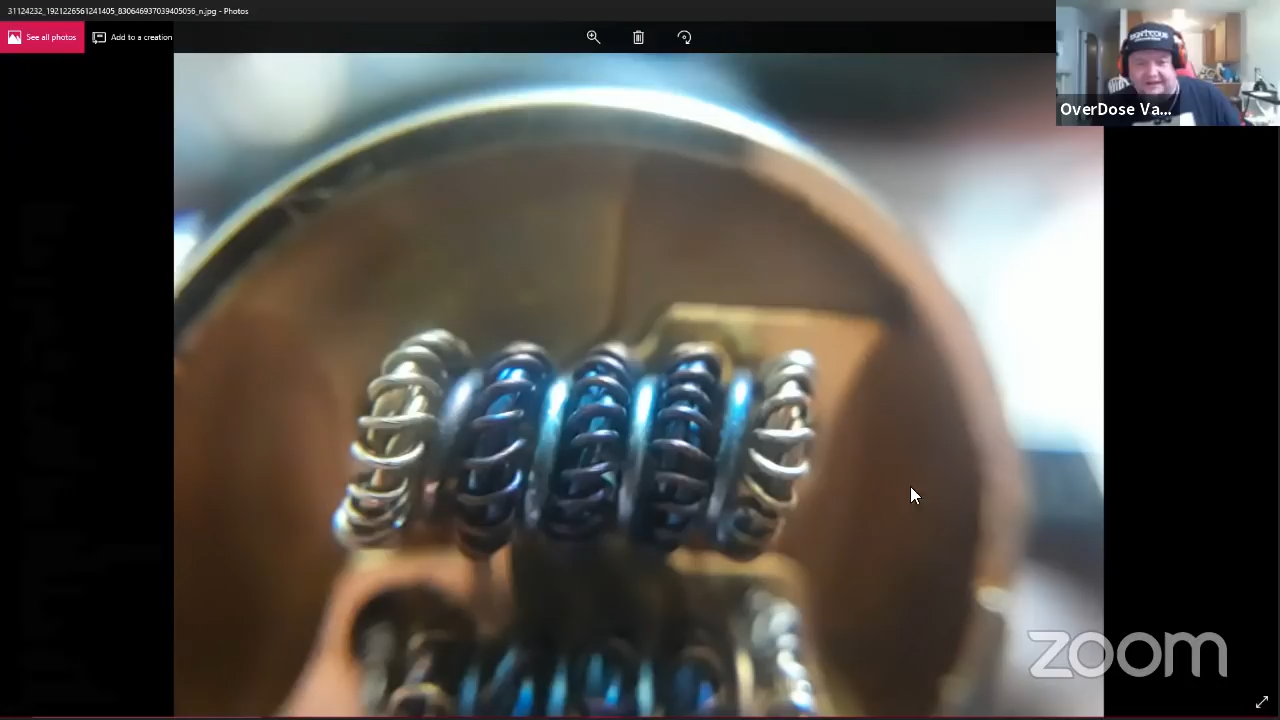 31124232_1921226561241405_830646937039405056_n.jpg - Photos
See all photos
Add to a creation
OverDose Va...
zoom